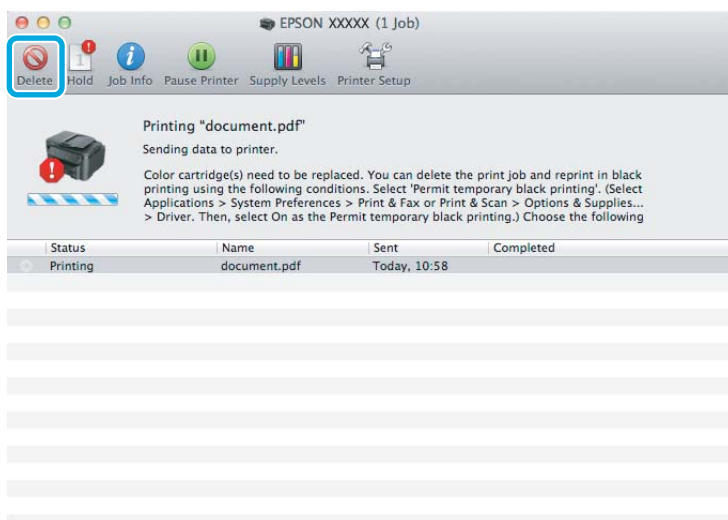 EPSON XXXXX (1 Job)
Delete Hold Job Info Pause Printer Supply Levels Printer Setup
Printing "document.pdf"
Sending data to printer.
Color cartridge(s) need to be replaced. You can delete the print job and reprint in black
printing using the following conditions. Select 'Permit temporary black printing'. (Select
Applications > System Preferences > Print & Fax or Print & Scan > Options & Supplies...
> Driver. Then, select On as the Permit temporary black printing.) Choose the following
Status Name Sent Completed
Printing document.pdf Today, 10:58